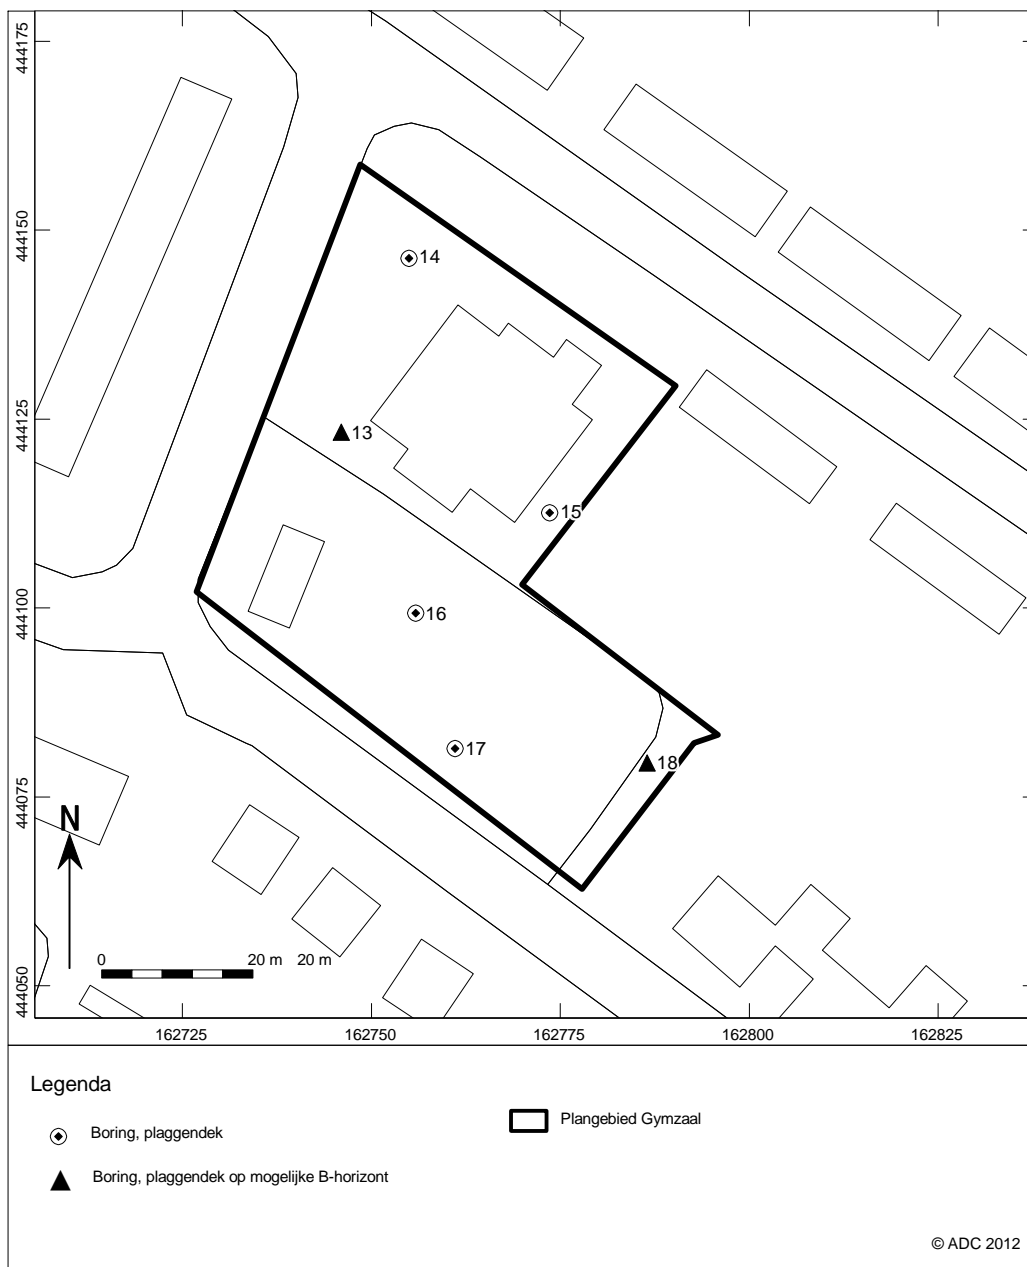 444175
444150
444125
444100
444075
444050
14
13
15
16
17
18
N
0 20 m 20 m
162725 162750 162775 162800 162825
Legenda
Boring, plaggendek
Plangebied Gymzaal
Boring, plaggendek op mogelijke B-horizont
© ADC 2012